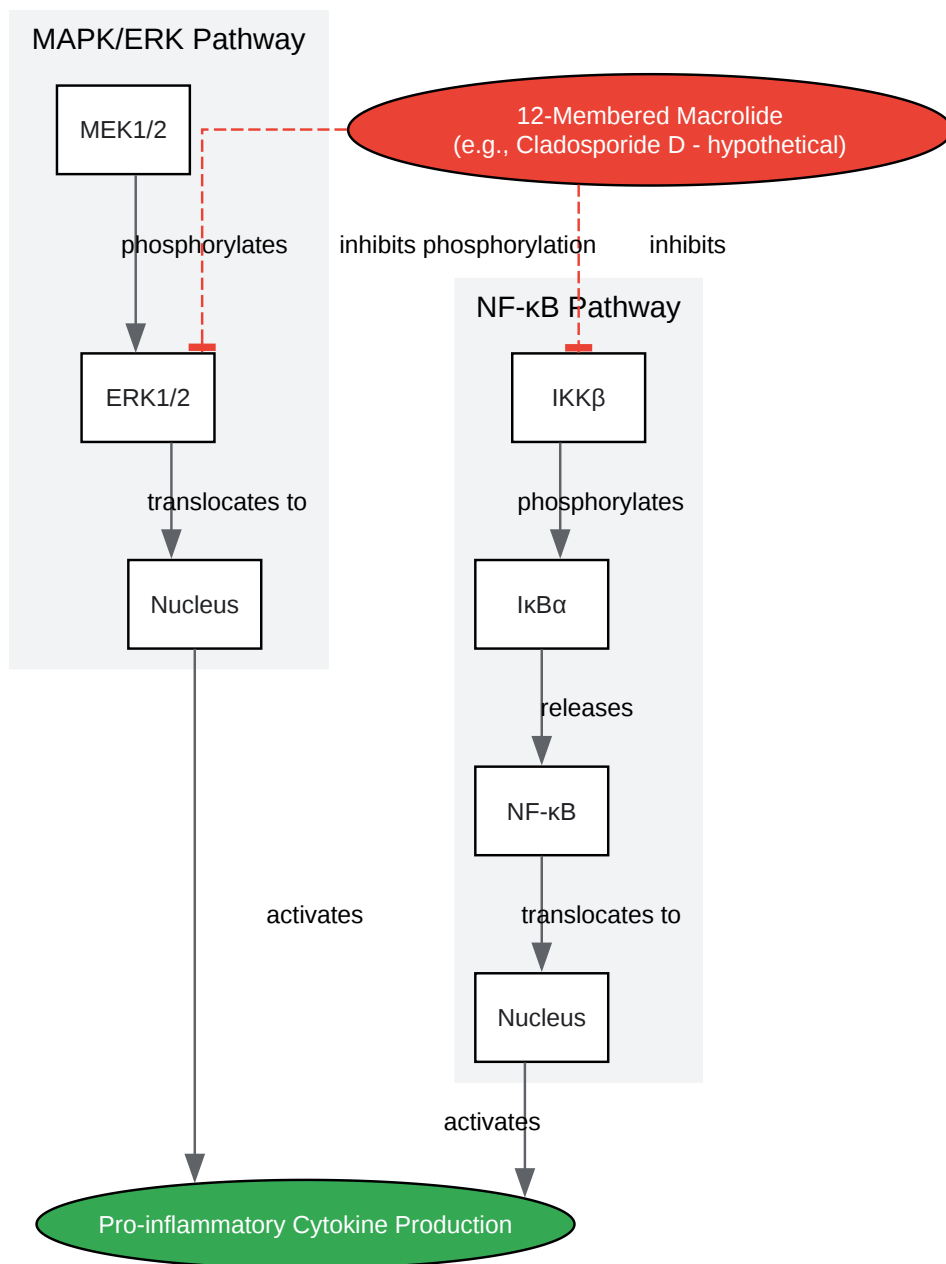 MAPK/ERK Pathway
MEK1/2
12-Membered Macrolide
(e.g., Cladosporide D - hypothetical)
phosphorylates
inhibits phosphorylation
inhibits
NF-κB Pathway
ERK1/2
IKKβ
translocates to
phosphorylates
Nucleus
IκBα
releases
NF-κB
activates
translocates to
Nucleus
activates
Pro-inflammatory Cytokine Production